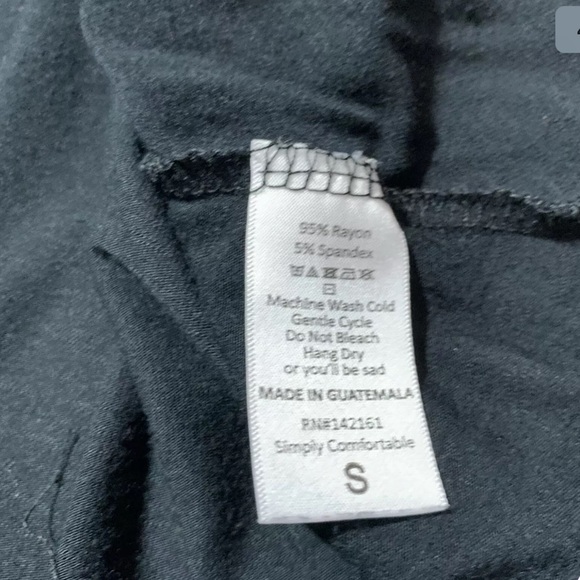 95% Rayon
5% Spandex
Machine Wash Cold
Gentle Cycle
Do Not Bleach
Hang Dry
or you'll be sad
MADE IN GUATEMALA
RN#142161
Simply Comfortable
S